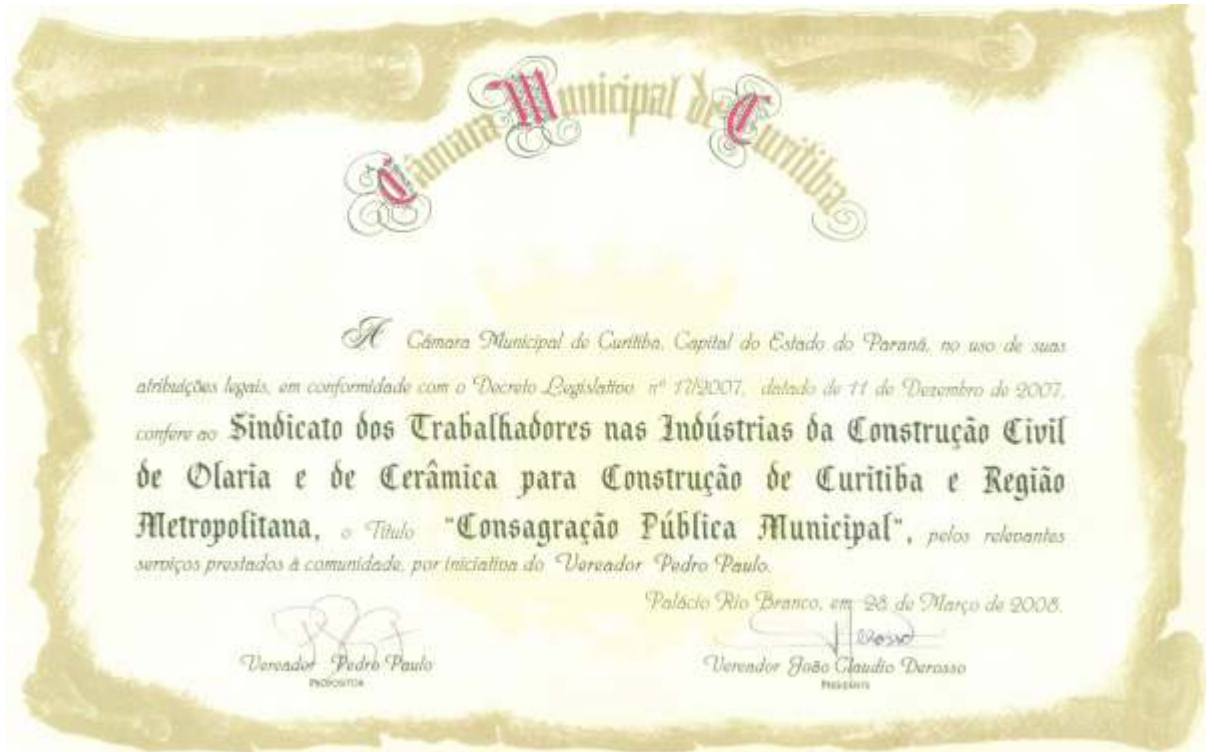 Câmara Municipal de Curitiba
A Câmara Municipal de Curitiba, Capital do Estado do Paraná, no uso de suas
atribuições legais, em conformidade com o Decreto Legislativo nº 17/2007, datado de 11 de Dezembro de 2007,
confere ao Sindicato dos Trabalhadores nas Indústrias da Construção Civil
de Olaria e de Cerâmica para Construção de Curitiba e Região
Metropolitana, o Título "Consagração Pública Municipal", pelos relevantes
serviços prestados à comunidade, por iniciativa do Vereador Pedro Paulo.
Palácio Rio Branco, em 28 de Março de 2008.
Vereador Pedro Paulo
PROPOSITOR
Vereador João Claudio Derosso
PRESIDENTE